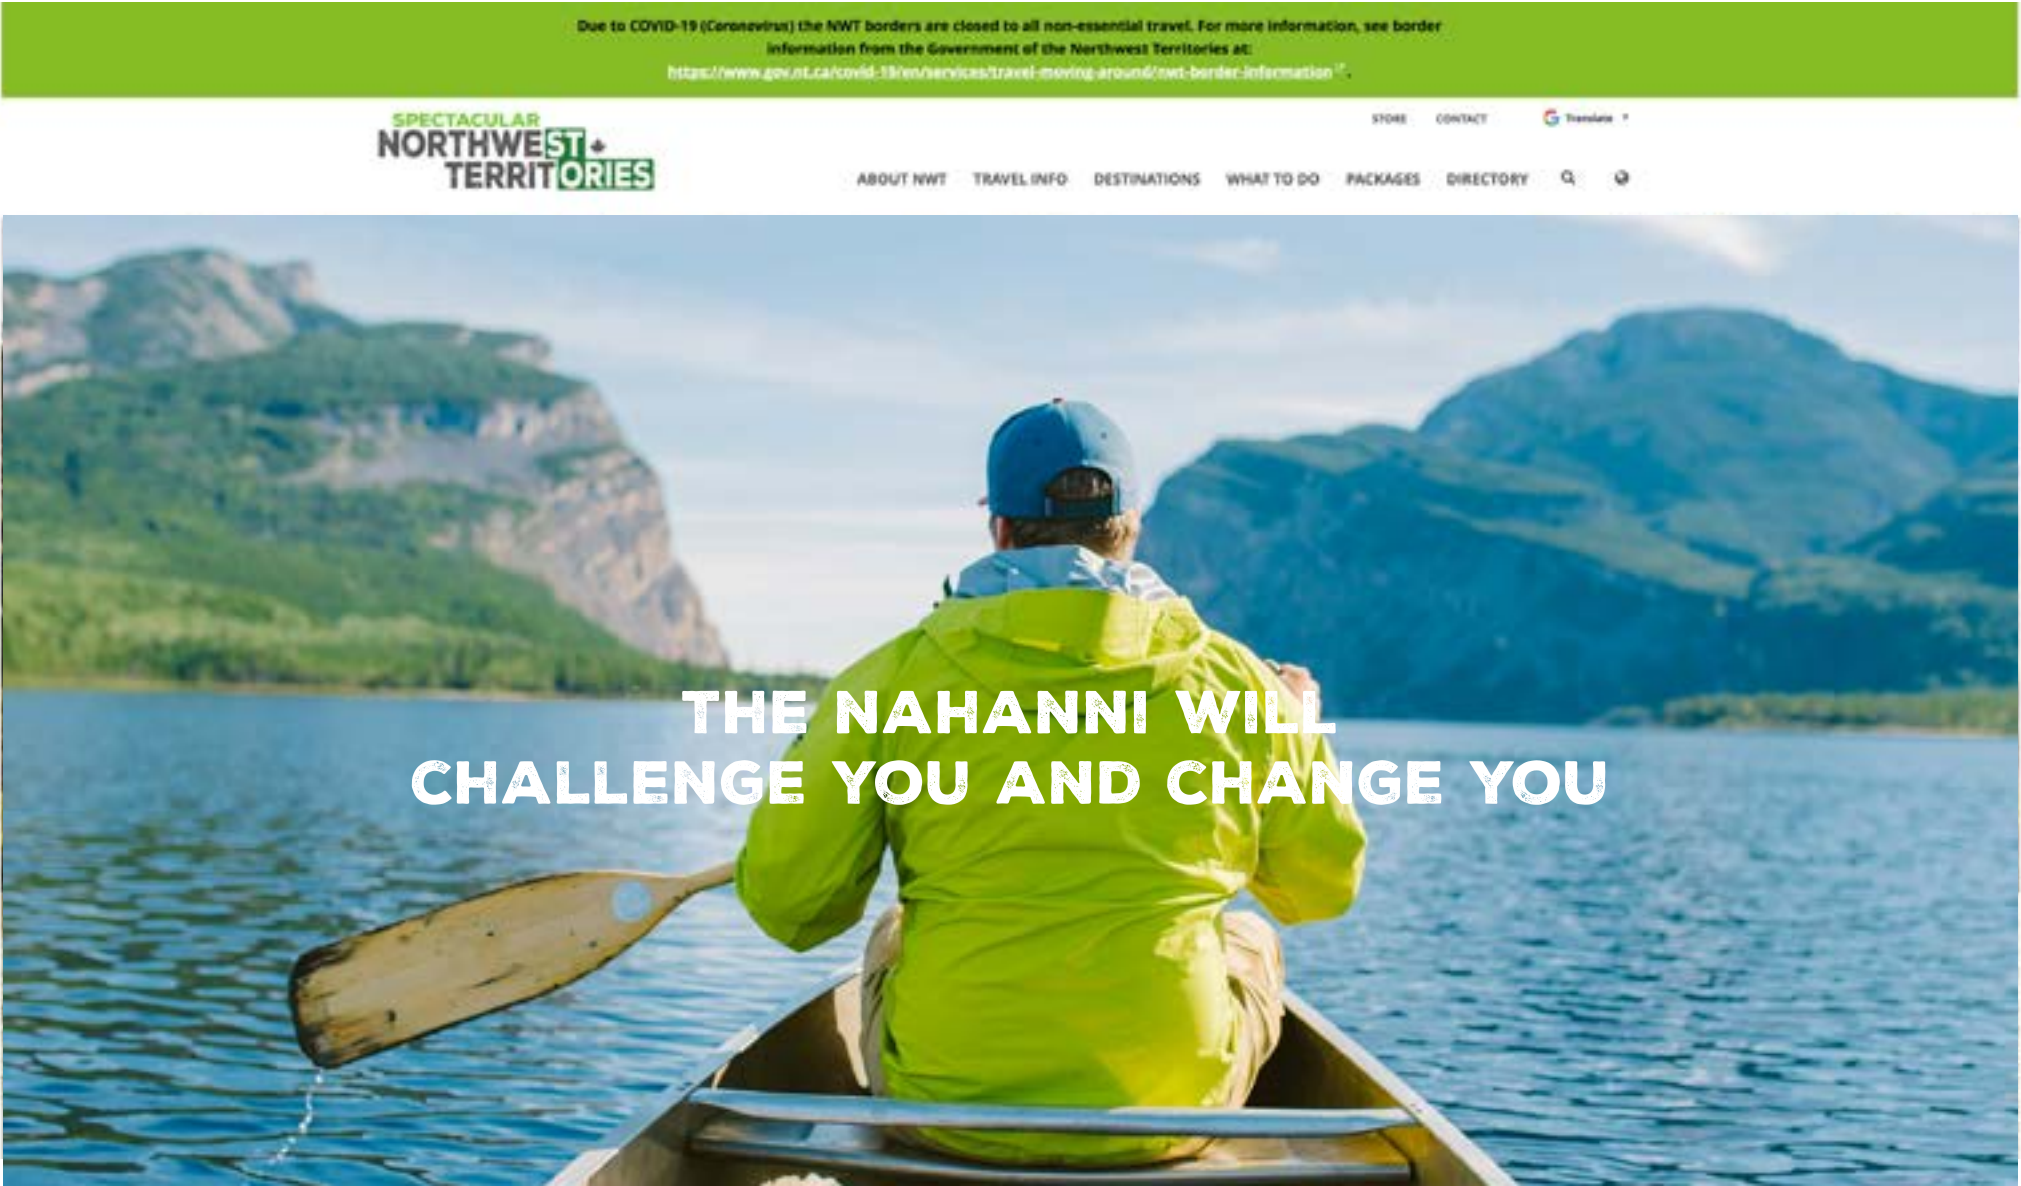 Due to COVID-19 (Coronavirus) the NWT borders are closed to all non-essential travel. For more information, see border
information from the Government of the Northwest Territories at:
https://www.gov.nt.ca/covid-19/en/services/travel-moving-around/nwt-border-information .
SPECTACULAR
NORTHWEST
TERRITORIES
STORE CONTACT Translate
ABOUT NWT TRAVEL INFO DESTINATIONS WHAT TO DO PACKAGES DIRECTORY
THE NAHANNI WILL
CHALLENGE YOU AND CHANGE YOU